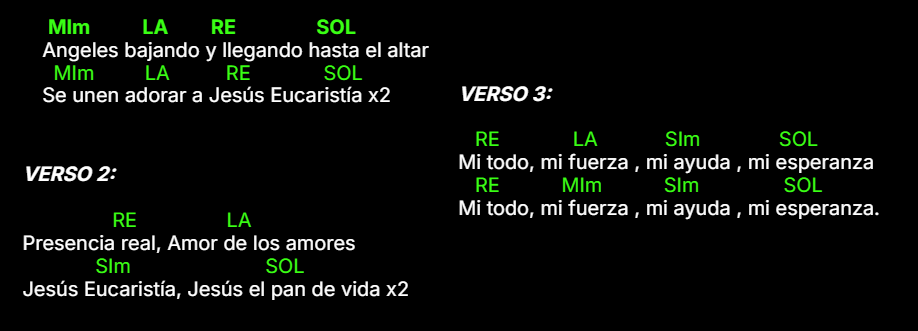 MIm LA RE SOL
Angeles bajando y llegando hasta el altar
MIm LA RE SOL
Se unen adorar a Jesús Eucaristía x2
VERSO 2:
RE LA
Presencia real, Amor de los amores
SIm SOL
Jesús Eucaristía, Jesús el pan de vida x2
VERSO 3:
RE LA SIm SOL
Mi todo, mi fuerza , mi ayuda , mi esperanza
RE MIm SIm SOL
Mi todo, mi fuerza , mi ayuda , mi esperanza.